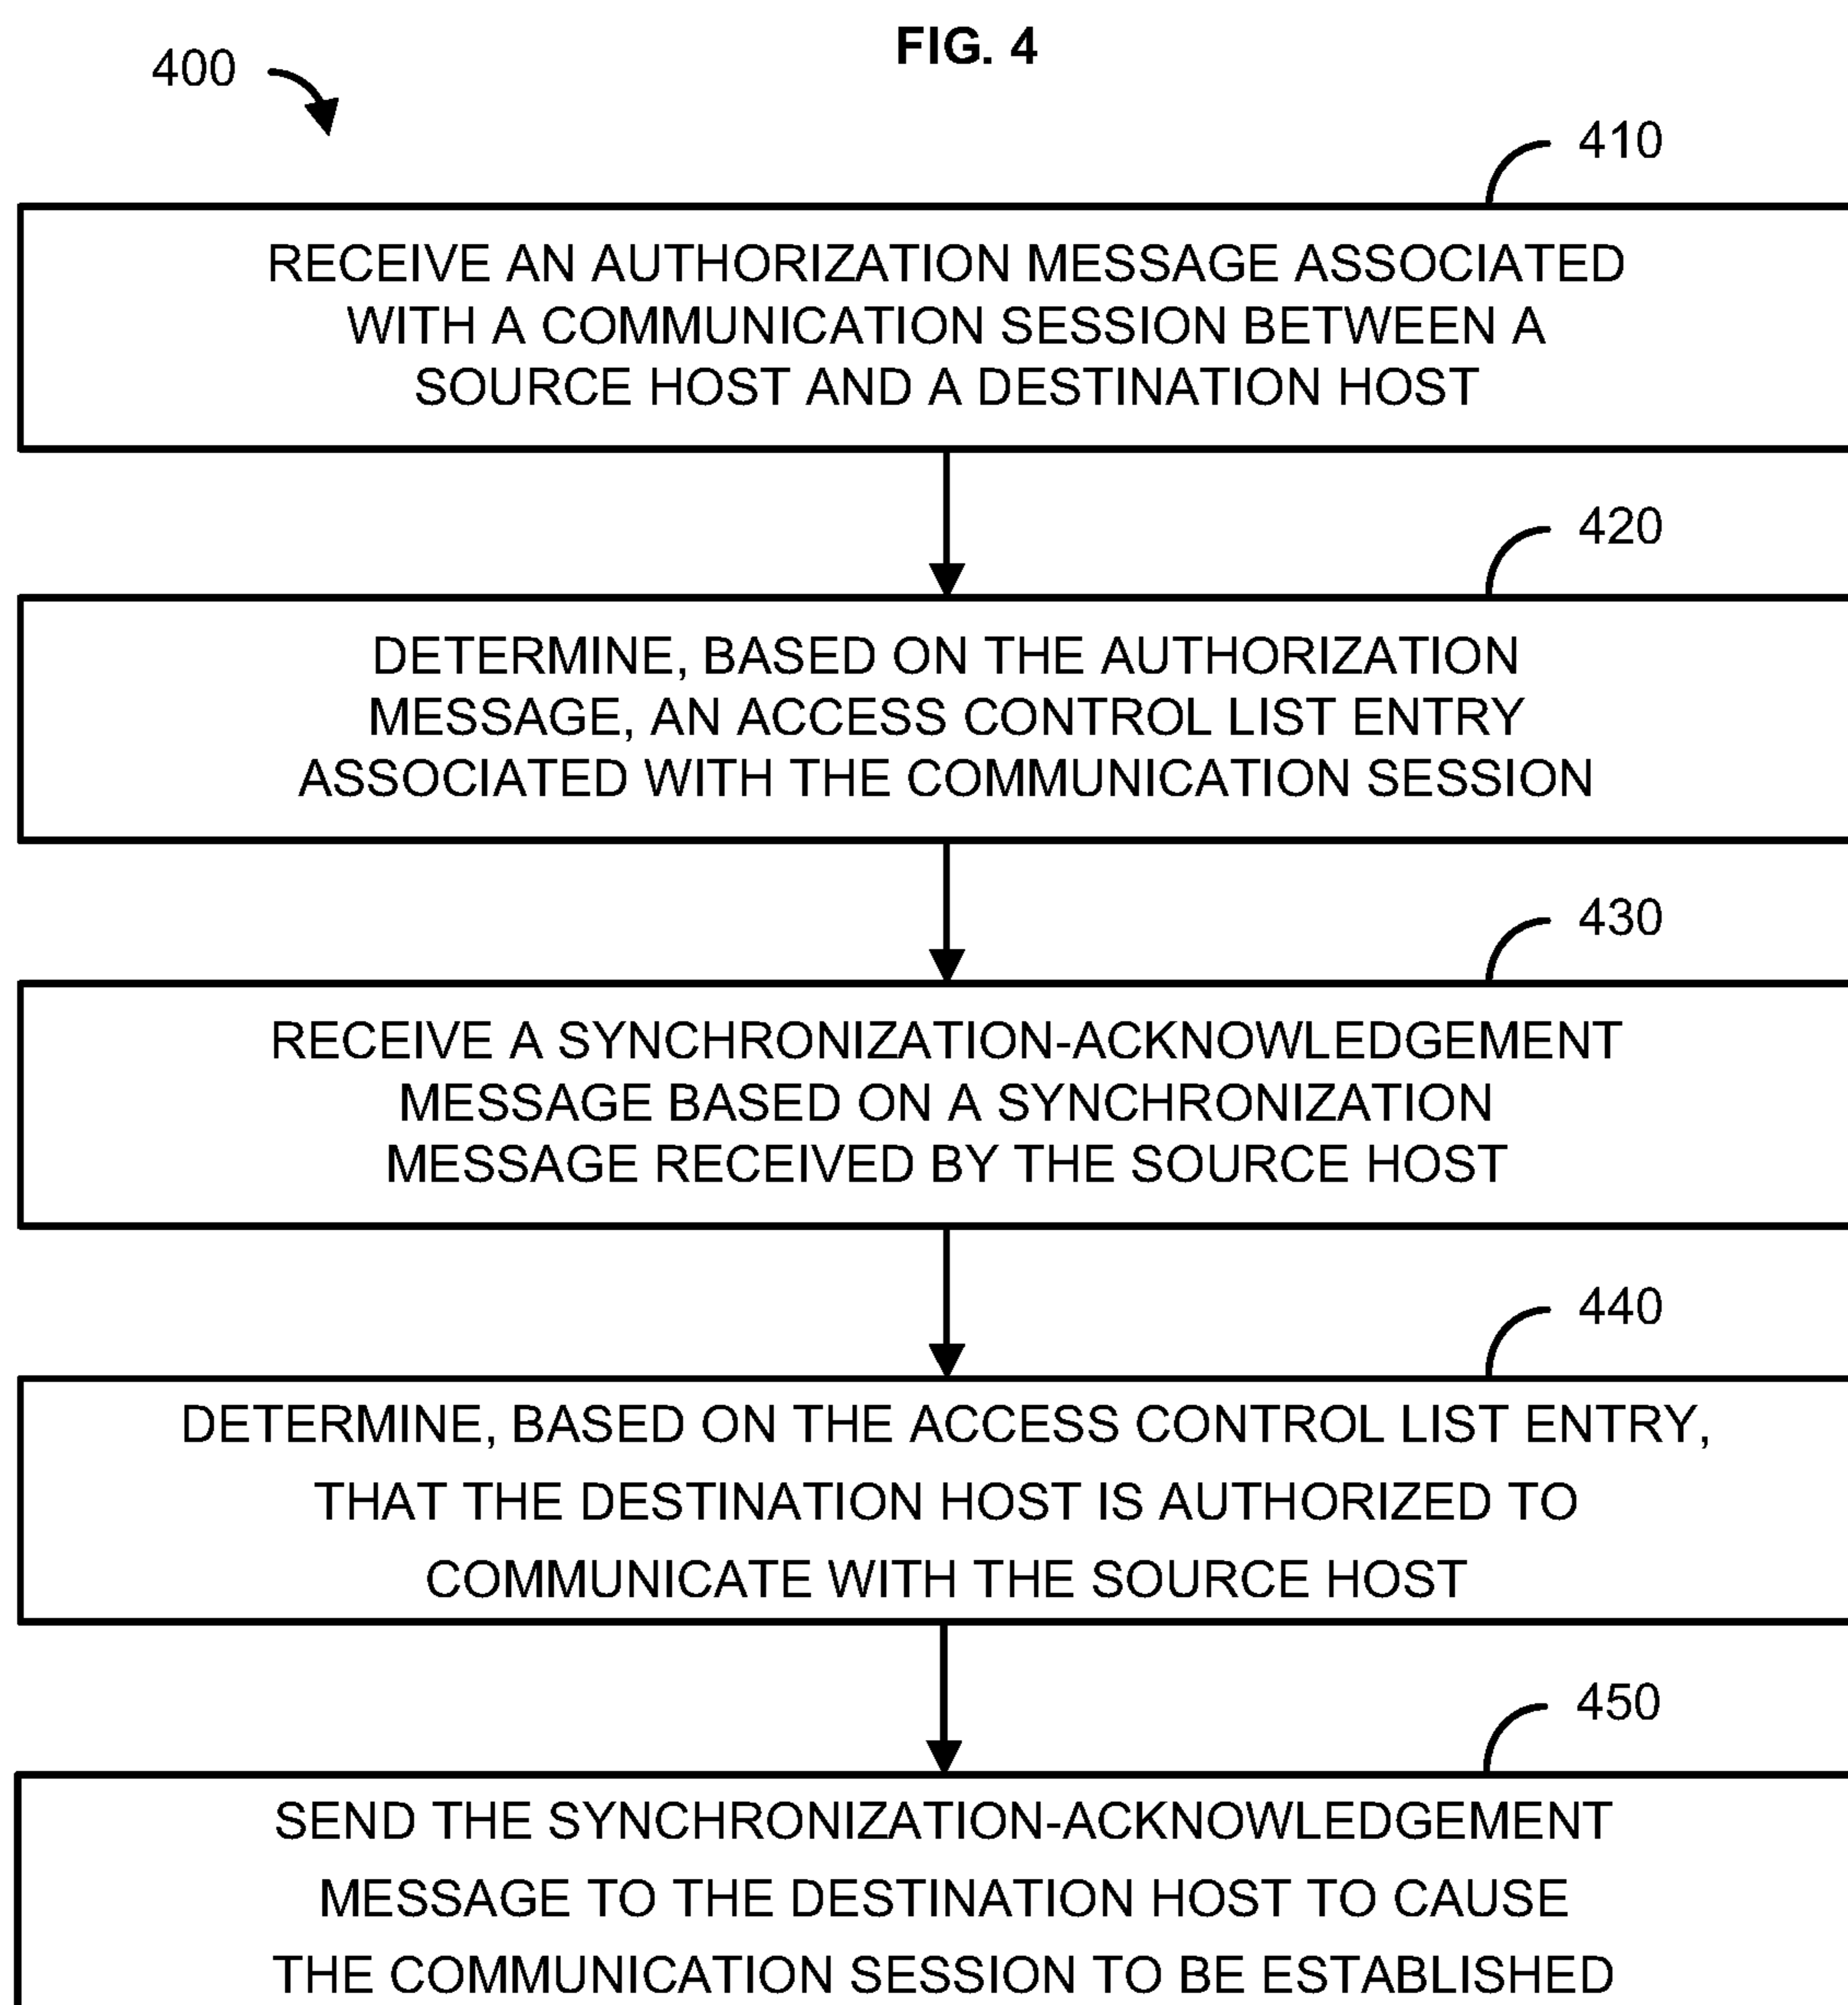 FIG. 4
400
410
RECEIVE AN AUTHORIZATION MESSAGE ASSOCIATED
WITH A COMMUNICATION SESSION BETWEEN A
SOURCE HOST AND A DESTINATION HOST
420
DETERMINE, BASED ON THE AUTHORIZATION
MESSAGE, AN ACCESS CONTROL LIST ENTRY
ASSOCIATED WITH THE COMMUNICATION SESSION
430
RECEIVE A SYNCHRONIZATION-ACKNOWLEDGEMENT
MESSAGE BASED ON A SYNCHRONIZATION
MESSAGE RECEIVED BY THE SOURCE HOST
440
DETERMINE, BASED ON THE ACCESS CONTROL LIST ENTRY,
THAT THE DESTINATION HOST IS AUTHORIZED TO
COMMUNICATE WITH THE SOURCE HOST
450
SEND THE SYNCHRONIZATION-ACKNOWLEDGEMENT
MESSAGE TO THE DESTINATION HOST TO CAUSE
THE COMMUNICATION SESSION TO BE ESTABLISHED